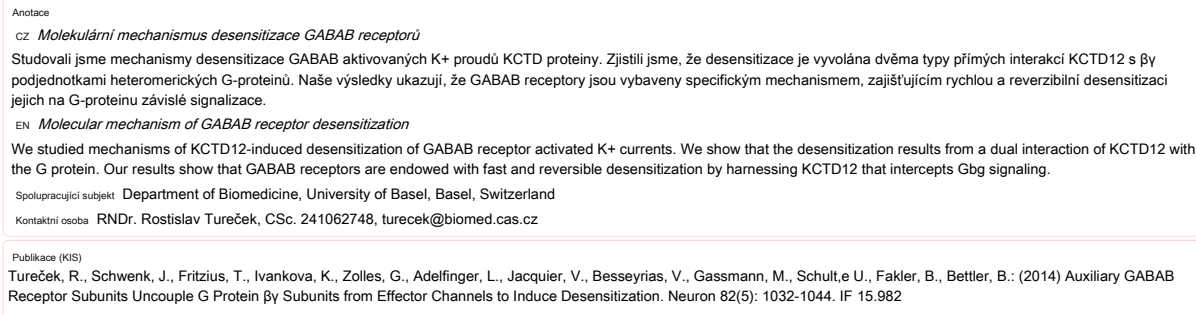 Anotace
CZ Molekulární mechanismus desensitizace GABAB receptorů
Studovali jsme mechanismy desensitizace GABAB aktivovaných K+ proudů KCTD proteiny. Zjistili jsme, že desensitizace je vyvolána dvěma typy přímých interakcí KCTD12 s βγ
podjednotkami heteromerických G-proteinů. Naše výsledky ukazují, že GABAB receptory jsou vybaveny specifickým mechanismem, zajišťujícím rychlou a reverzibilní desensitizaci
jejich na G-proteinu závislé signalizace.
EN Molecular mechanism of GABAB receptor desensitization
We studied mechanisms of KCTD12-induced desensitization of GABAB receptor activated K+ currents. We show that the desensitization results from a dual interaction of KCTD12 with
the G protein. Our results show that GABAB receptors are endowed with fast and reversible desensitization by harnessing KCTD12 that intercepts Gbg signaling.
Spolupracující subjekt Department of Biomedicine, University of Basel, Basel, Switzerland
Kontaktní osoba RNDr. Rostislav Tureček, CSc. 241062748, turecek@biomed.cas.cz
Publikace (KIS)
Tureček, R., Schwenk, J., Fritzius, T., Ivankova, K., Zolles, G., Adelfinger, L., Jacquier, V., Besseyrias, V., Gassmann, M., Schult,e U., Fakler, B., Bettler, B.: (2014) Auxiliary GABAB
Receptor Subunits Uncouple G Protein βγ Subunits from Effector Channels to Induce Desensitization. Neuron 82(5): 1032-1044. IF 15.982